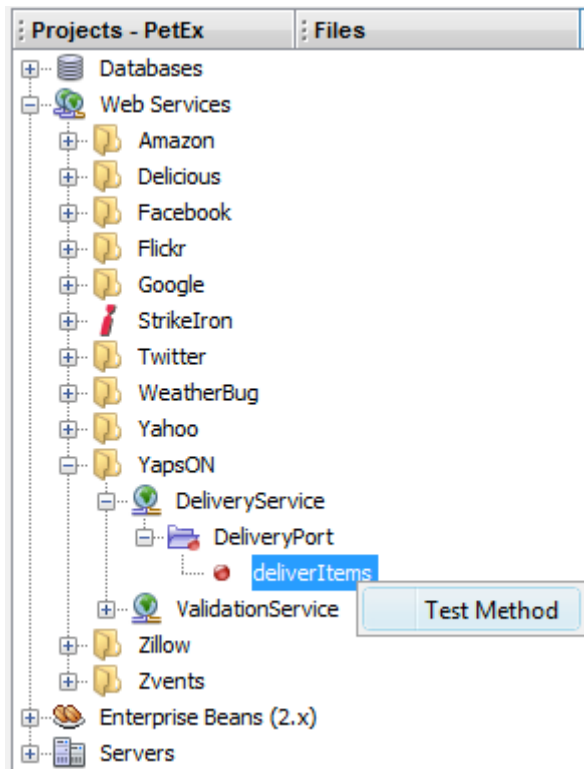 Projects - PetEx Files
Databases
Web Services
Amazon
Delicious
Facebook
Flickr
Google
StrikeIron
Twitter
WeatherBug
Yahoo
YapsON
DeliveryService
DeliveryPort
deliverItems
Test Method
ValidationService
Zillow
Zvents
Enterprise Beans (2.x)
Servers